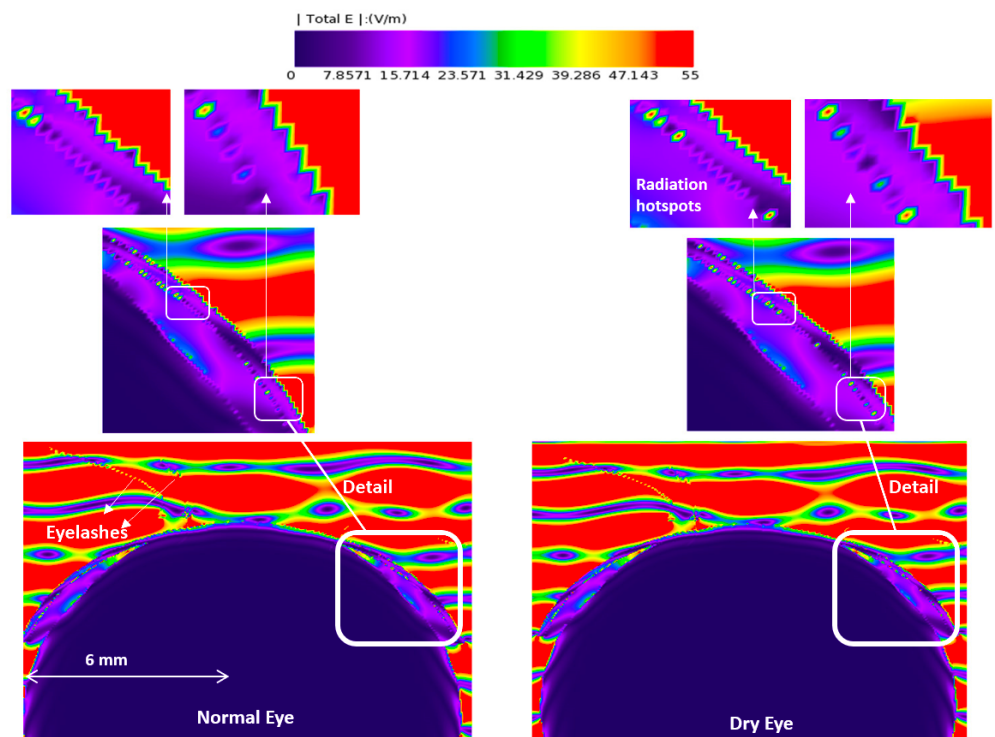 | Total E |:(V/m)
0 7.8571 15.714 23.571 31.429 39.286 47.143 55
Radiation
hotspots
Detail
Detail
Eyelashes
6 mm
Normal Eye
Dry Eye